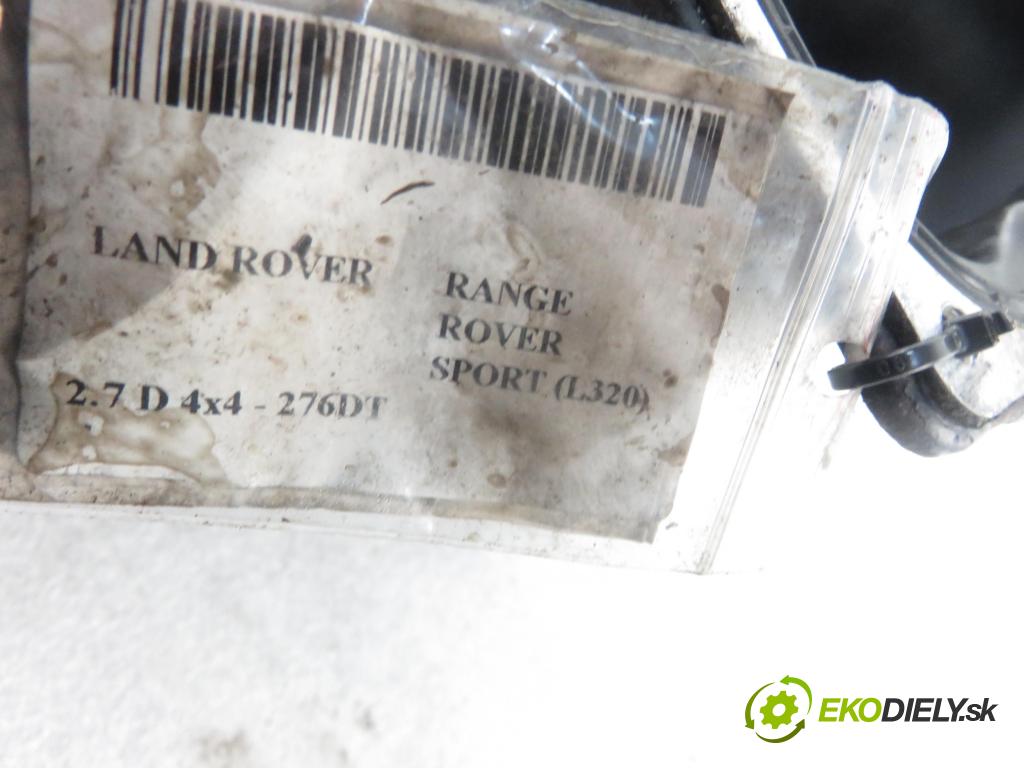 LAND ROVER
RANGE
ROVER
SPORT (L320)
2.7 D 4x4 - 276DT
EKODIELY.sk